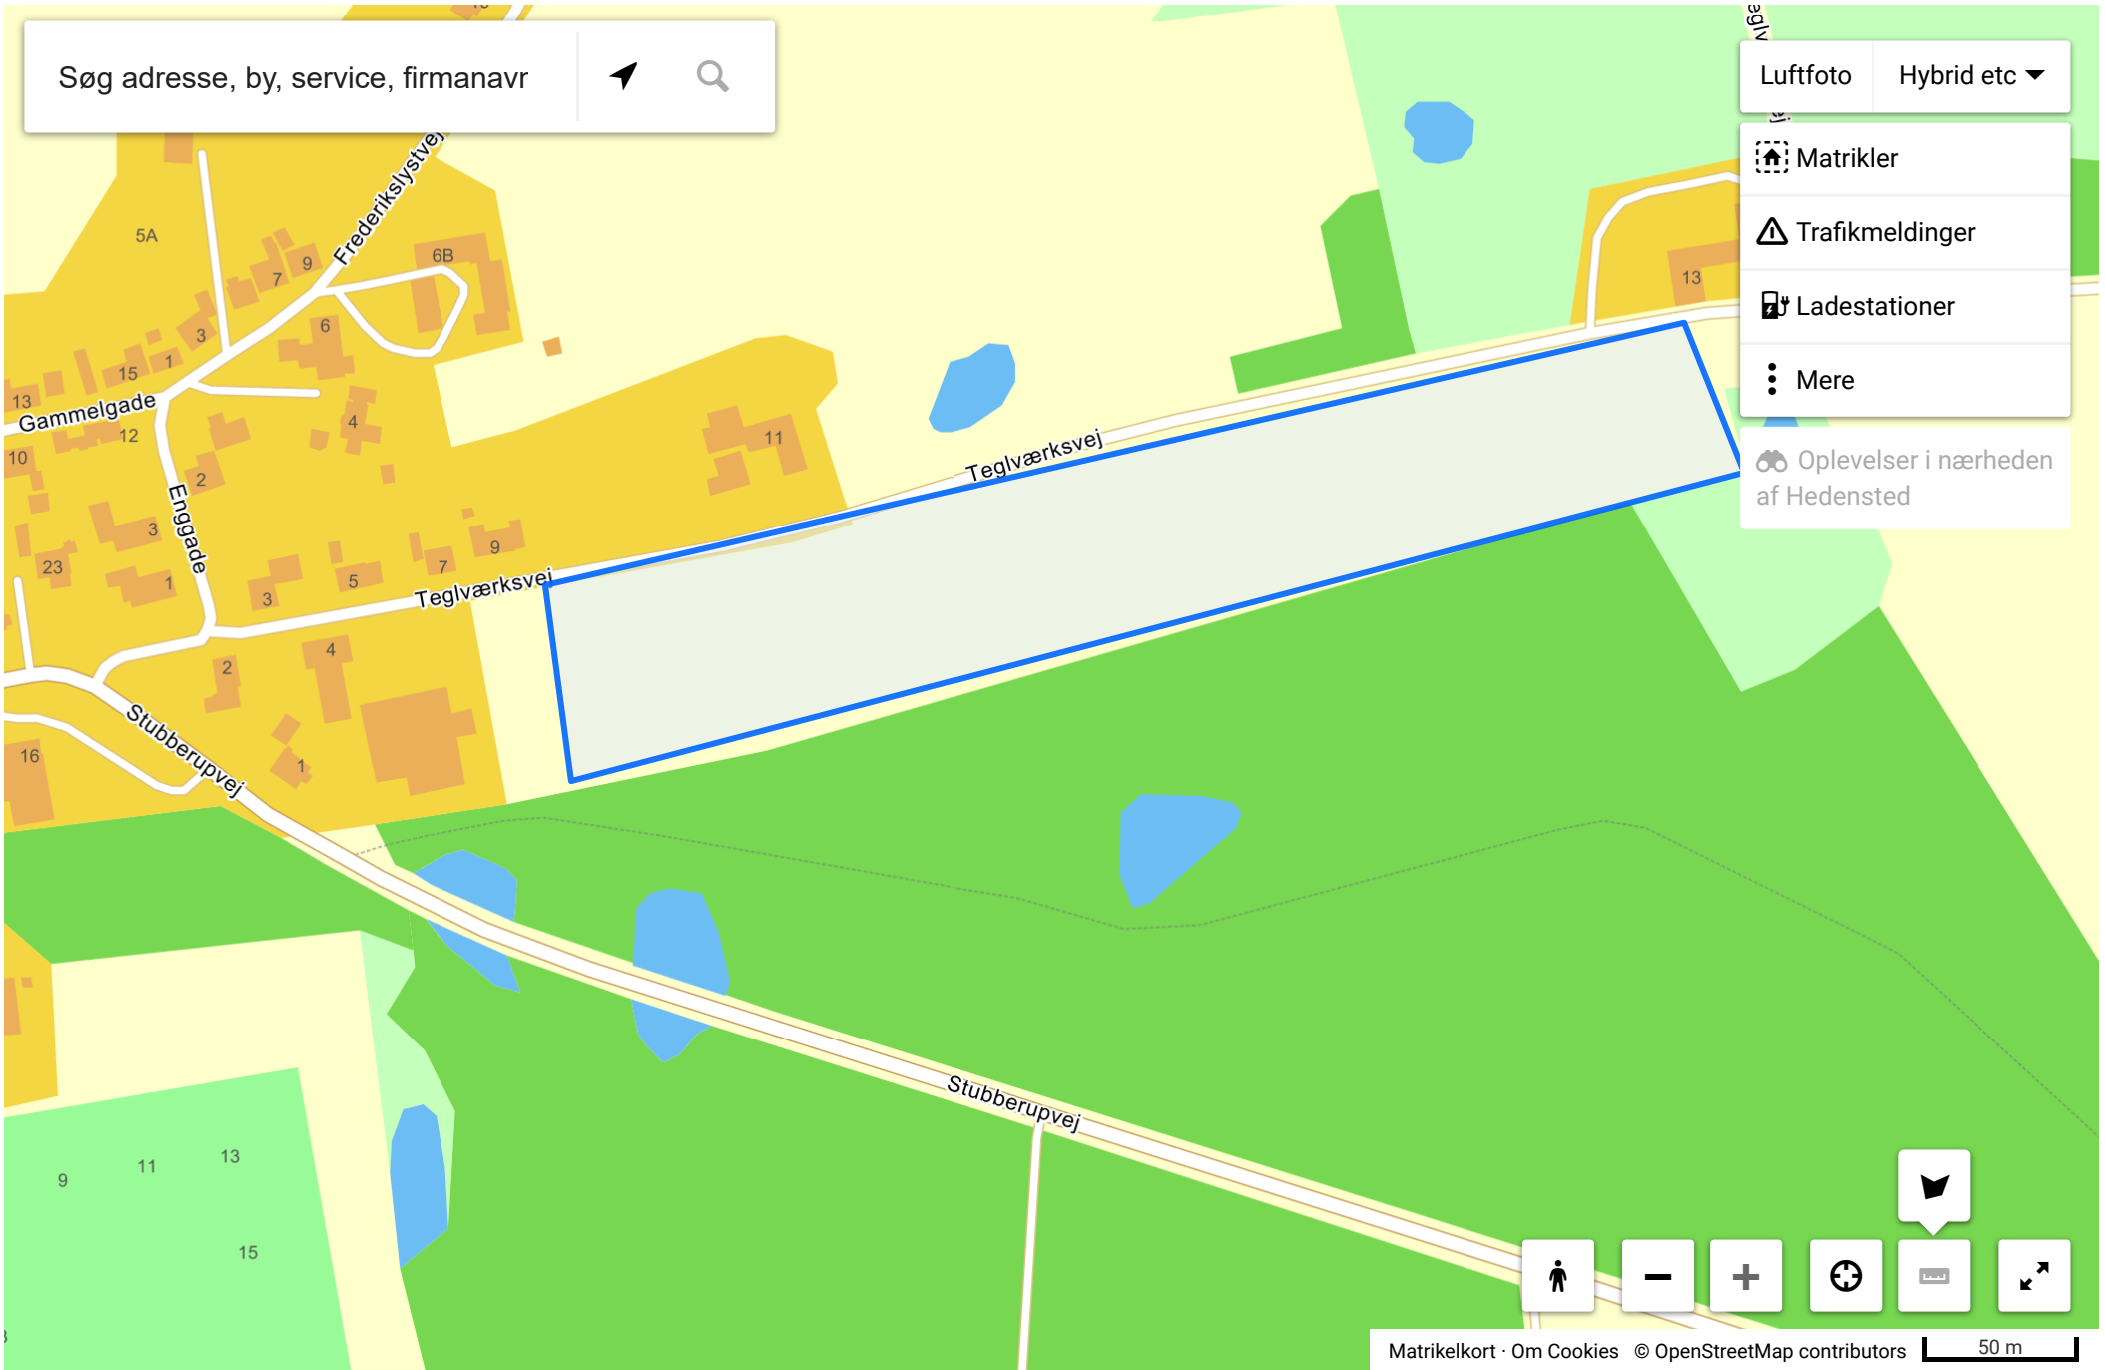 Søg adresse, by, service, firmanavr
Luftfoto
Hybrid etc
Matrikler
Trafikmeldinger
Ladestationer
Mere
Oplevelser i nærheden
af Hedensted
Frederikslystvej
5A
6B
9
7
6
3
1
15
13
Gammelgade
12
4
10
2
Enggade
3
23
1
11
9
7
5
3
Teglværksvej
Teglværksvej
13
4
2
1
16
Stubberupvej
Stubberupvej
9
11
13
15
Matrikelkort · Om Cookies © OpenStreetMap contributors
50 m